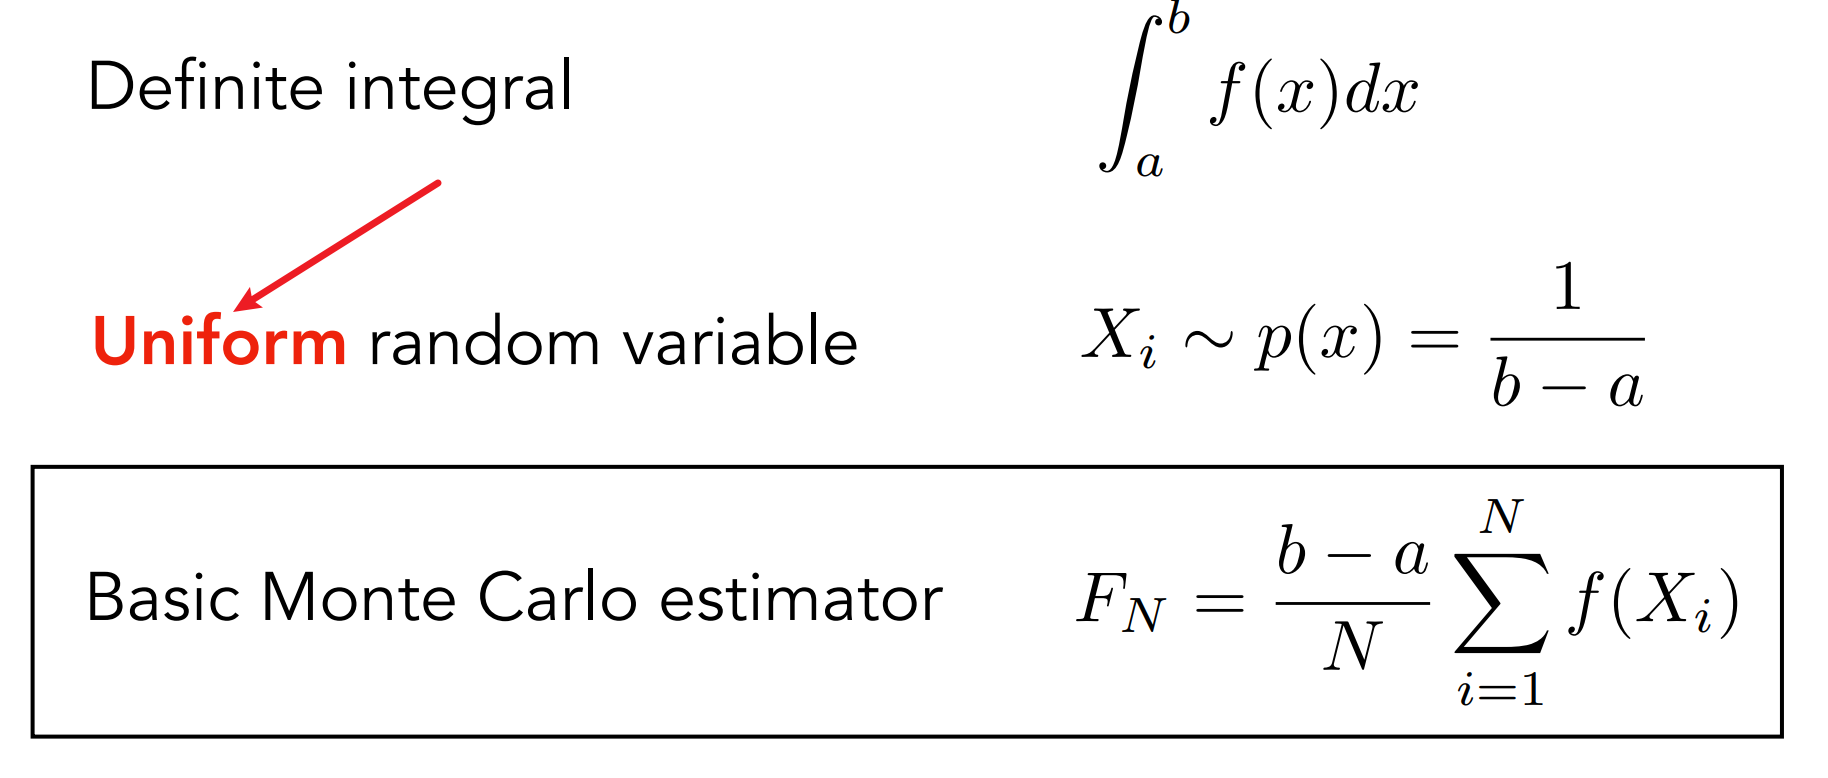 Definite integral ∫_a^b f(x)dx
Uniform random variable X_i ∼ p(x) = 1/(b − a)
Basic Monte Carlo estimator F_N = (b − a)/N ∑_{i=1}^{N} f(X_i)